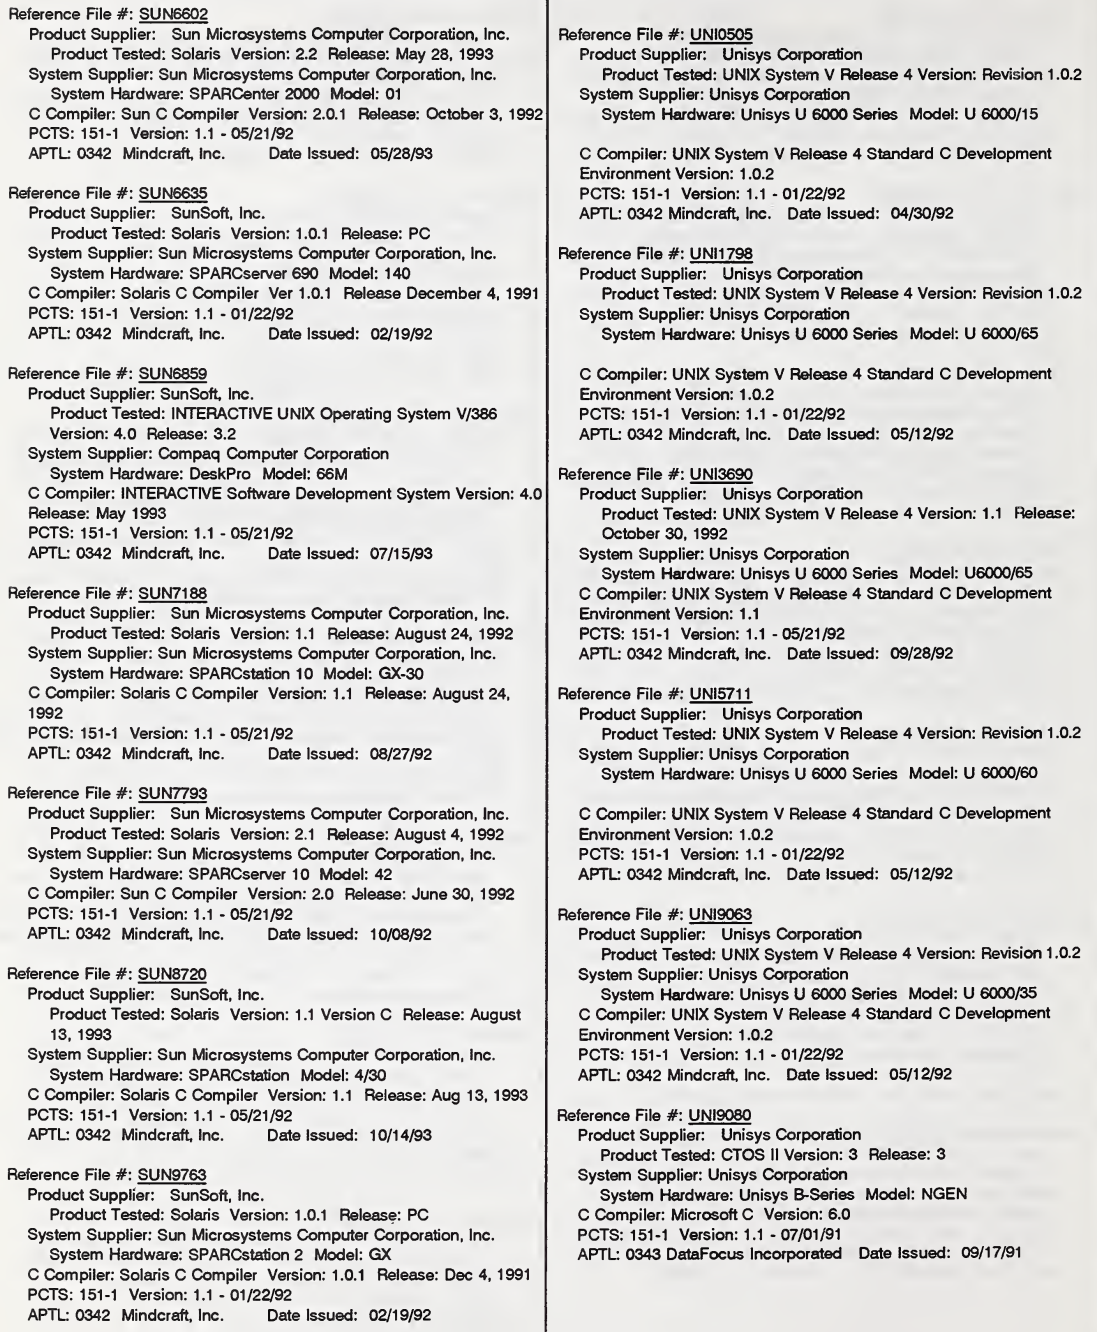 Reference File #: SUN6602
Product Supplier: Sun Microsystems Computer Corporation, Inc.
Product Tested: Solaris Version: 2.2 Release: May 28, 1993
System Supplier: Sun Microsystems Computer Corporation, Inc.
System Hardware: SPARCenter 2000 Model: 01
C Compiler: Sun C Compiler Version: 2.0.1 Release: October 3, 1992
PCTS: 151-1 Version: 1.1 - 05/21/92
APTL: 0342 Mindcraft, Inc. Date Issued: 05/28/93
Reference File #: SUN6635
Product Supplier: SunSoft, Inc.
Product Tested: Solaris Version: 1.0.1 Release: PC
System Supplier: Sun Microsystems Computer Corporation, Inc.
System Hardware: SPARCserver 690 Model: 140
C Compiler: Solaris C Compiler Ver 1.0.1 Release December 4, 1991
PCTS: 151-1 Version: 1.1 - 01/22/92
APTL: 0342 Mindcraft, Inc. Date Issued: 02/19/92
Reference File #: SUN6859
Product Supplier: SunSoft, Inc.
Product Tested: INTERACTIVE UNIX Operating System V/386
Version: 4.0 Release: 3.2
System Supplier: Compaq Computer Corporation
System Hardware: DeskPro Model: 66M
C Compiler: INTERACTIVE Software Development System Version: 4.0
Release: May 1993
PCTS: 151-1 Version: 1.1 - 05/21/92
APTL: 0342 Mindcraft, Inc. Date Issued: 07/15/93
Reference File #: SUN7188
Product Supplier: Sun Microsystems Computer Corporation, Inc.
Product Tested: Solaris Version: 1.1 Release: August 24, 1992
System Supplier: Sun Microsystems Computer Corporation, Inc.
System Hardware: SPARCstation 10 Model: GX-30
C Compiler: Solaris C Compiler Version: 1.1 Release: August 24,
1992
PCTS: 151-1 Version: 1.1 - 05/21/92
APTL: 0342 Mindcraft, Inc. Date Issued: 08/27/92
Reference File #: SUN7793
Product Supplier: Sun Microsystems Computer Corporation, Inc.
Product Tested: Solaris Version: 2.1 Release: August 4, 1992
System Supplier: Sun Microsystems Computer Corporation, Inc.
System Hardware: SPARCserver 10 Model: 42
C Compiler: Sun C Compiler Version: 2.0 Release: June 30, 1992
PCTS: 151-1 Version: 1.1 - 05/21/92
APTL: 0342 Mindcraft, Inc. Date Issued: 10/08/92
Reference File #: SUN8720
Product Supplier: SunSoft, Inc.
Product Tested: Solaris Version: 1.1 Version C Release: August
13, 1993
System Supplier: Sun Microsystems Computer Corporation, Inc.
System Hardware: SPARCstation Model: 4/30
C Compiler: Solaris C Compiler Version: 1.1 Release: Aug 13, 1993
PCTS: 151-1 Version: 1.1 - 05/21/92
APTL: 0342 Mindcraft, Inc. Date Issued: 10/14/93
Reference File #: SUN9763
Product Supplier: SunSoft, Inc.
Product Tested: Solaris Version: 1.0.1 Release: PC
System Supplier: Sun Microsystems Computer Corporation, Inc.
System Hardware: SPARCstation 2 Model: GX
C Compiler: Solaris C Compiler Version: 1.0.1 Release: Dec 4, 1991
PCTS: 151-1 Version: 1.1 - 01/22/92
APTL: 0342 Mindcraft, Inc. Date Issued: 02/19/92
Reference File #: UNI0505
Product Supplier: Unisys Corporation
Product Tested: UNIX System V Release 4 Version: Revision 1.0.2
System Supplier: Unisys Corporation
System Hardware: Unisys U 6000 Series Model: U 6000/15
C Compiler: UNIX System V Release 4 Standard C Development
Environment Version: 1.0.2
PCTS: 151-1 Version: 1.1 - 01/22/92
APTL: 0342 Mindcraft, Inc. Date Issued: 04/30/92
Reference File #: UNI1798
Product Supplier: Unisys Corporation
Product Tested: UNIX System V Release 4 Version: Revision 1.0.2
System Supplier: Unisys Corporation
System Hardware: Unisys U 6000 Series Model: U 6000/65
C Compiler: UNIX System V Release 4 Standard C Development
Environment Version: 1.0.2
PCTS: 151-1 Version: 1.1 - 01/22/92
APTL: 0342 Mindcraft, Inc. Date Issued: 05/12/92
Reference File #: UNI3690
Product Supplier: Unisys Corporation
Product Tested: UNIX System V Release 4 Version: 1.1 Release:
October 30, 1992
System Supplier: Unisys Corporation
System Hardware: Unisys U 6000 Series Model: U6000/65
C Compiler: UNIX System V Release 4 Standard C Development
Environment Version: 1.1
PCTS: 151-1 Version: 1.1 - 05/21/92
APTL: 0342 Mindcraft, Inc. Date Issued: 09/28/92
Reference File #: UNI5711
Product Supplier: Unisys Corporation
Product Tested: UNIX System V Release 4 Version: Revision 1.0.2
System Supplier: Unisys Corporation
System Hardware: Unisys U 6000 Series Model: U 6000/60
C Compiler: UNIX System V Release 4 Standard C Development
Environment Version: 1.0.2
PCTS: 151-1 Version: 1.1 - 01/22/92
APTL: 0342 Mindcraft, Inc. Date Issued: 05/12/92
Reference File #: UNI9063
Product Supplier: Unisys Corporation
Product Tested: UNIX System V Release 4 Version: Revision 1.0.2
System Supplier: Unisys Corporation
System Hardware: Unisys U 6000 Series Model: U 6000/35
C Compiler: UNIX System V Release 4 Standard C Development
Environment Version: 1.0.2
PCTS: 151-1 Version: 1.1 - 01/22/92
APTL: 0342 Mindcraft, Inc. Date Issued: 05/12/92
Reference File #: UNI9080
Product Supplier: Unisys Corporation
Product Tested: CTOS II Version: 3 Release: 3
System Supplier: Unisys Corporation
System Hardware: Unisys B-Series Model: NGEN
C Compiler: Microsoft C Version: 6.0
PCTS: 151-1 Version: 1.1 - 07/01/91
APTL: 0343 DataFocus Incorporated Date Issued: 09/17/91